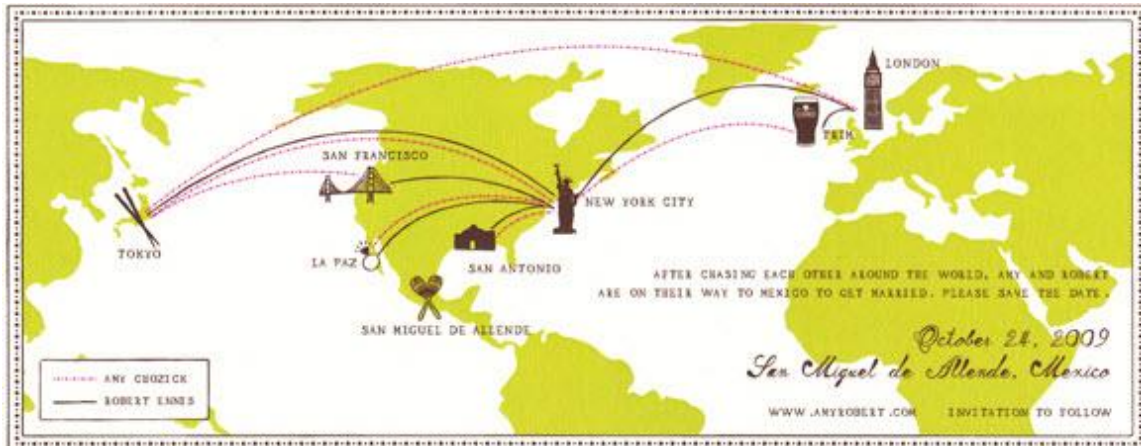 LONDON
TRIM
SAN FRANCISCO
NEW YORK CITY
TOKYO
LA PAZ
SAN ANTONIO
SAN MIGUEL DE ALLENDE
AFTER CHASING EACH OTHER AROUND THE WORLD, AMY AND ROBERT
ARE ON THEIR WAY TO MEXICO TO GET MARRIED. PLEASE SAVE THE DATE.
October 24, 2009
San Miguel de Allende, Mexico
AMY CHOZICK
ROBERT ENNIS
WWW.AMYROBERT.COM INVITATION TO FOLLOW